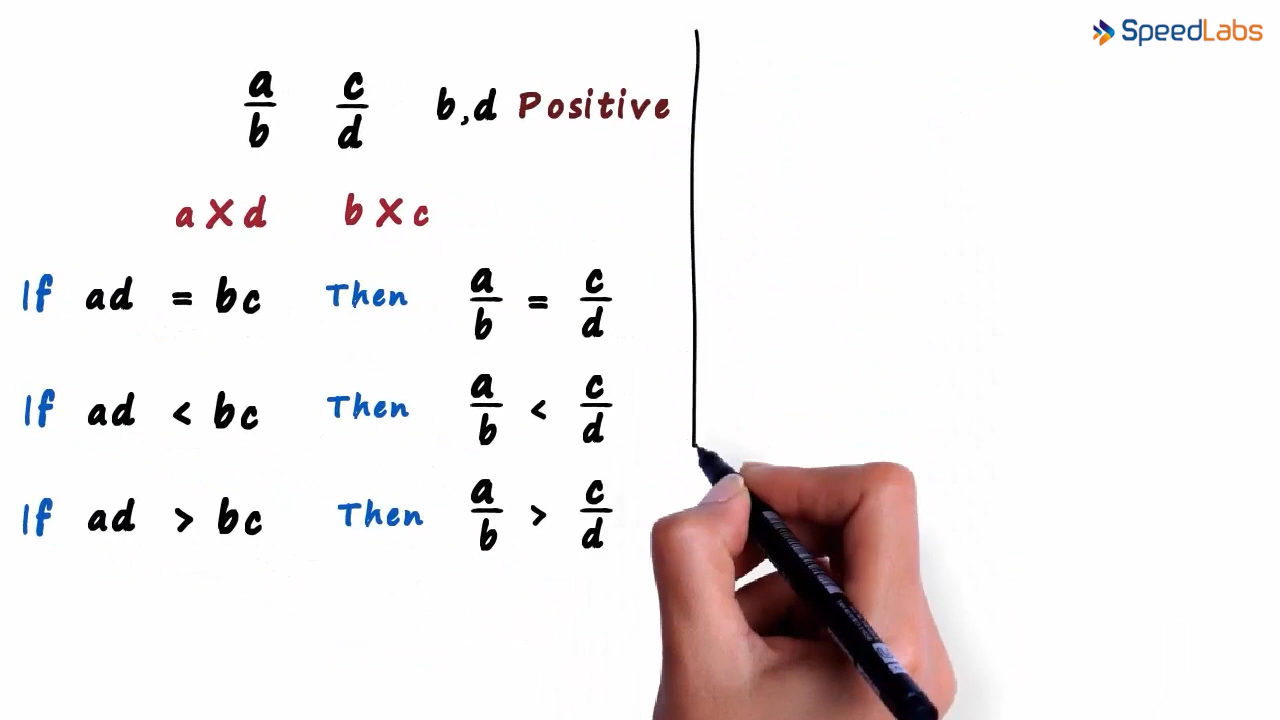 SpeedLabs
a/b c/d b,d Positive
a X d b X c
If ad = bc Then a/b = c/d
If ad < bc Then a/b < c/d
If ad > bc Then a/b > c/d